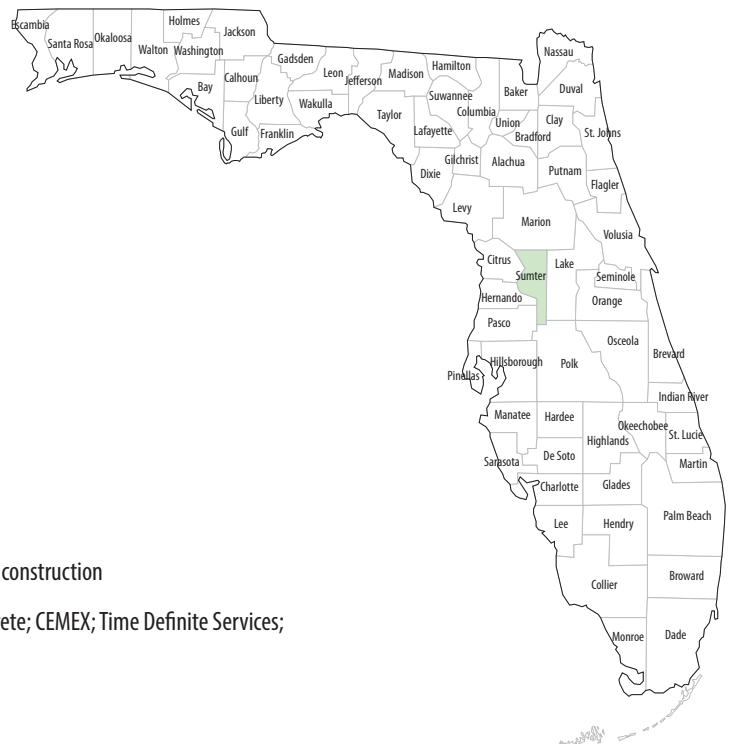 Escambia
Santa Rosa
Okaloosa
Walton
Holmes
Washington
Jackson
Bay
Calhoun
Gulf
Liberty
Franklin
Gadsden
Leon
Wakulla
Jefferson
Madison
Taylor
Hamilton
Suwannee
Lafayette
Columbia
Dixie
Gilchrist
Baker
Union
Bradford
Alachua
Nassau
Duval
Clay
St. Johns
Putnam
Flagler
Levy
Marion
Volusia
Citrus
Sumter
Lake
Seminole
Hernando
Orange
Pasco
Osceola
Brevard
Pinellas
Hillsborough
Polk
Indian River
Manatee
Hardee
Highlands
Okeechobee
St. Lucie
Sarasota
De Soto
Martin
Charlotte
Glades
Palm Beach
Lee
Hendry
Collier
Broward
Monroe
Dade
construction
ete; CEMEX; Time Definite Services;